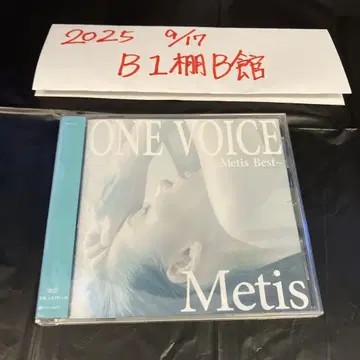 2025 9/17
B1棚B館
ONE VOICE
~Metis Best~
Metis